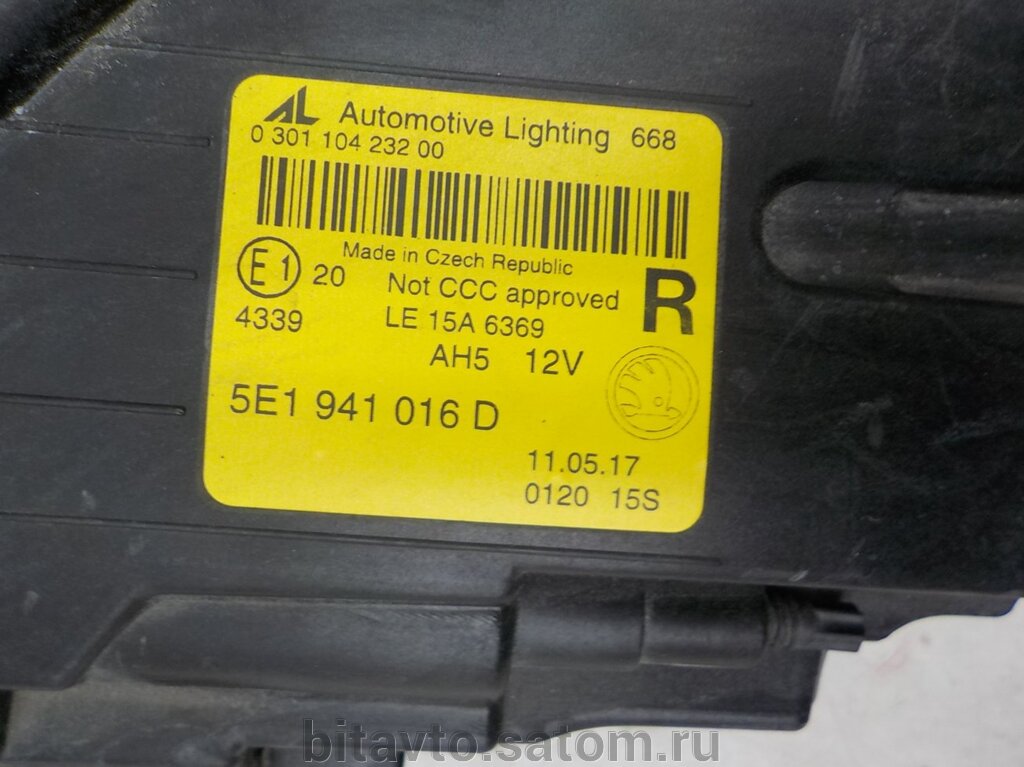 AL Automotive Lighting 668
0 301 104 232 00
Made in Czech Republic
E1 20 Not CCC approved R
4339 LE 15A 6369
AH5 12V
5E1 941 016 D
11.05.17
0120 15S
bitavto.satom.ru